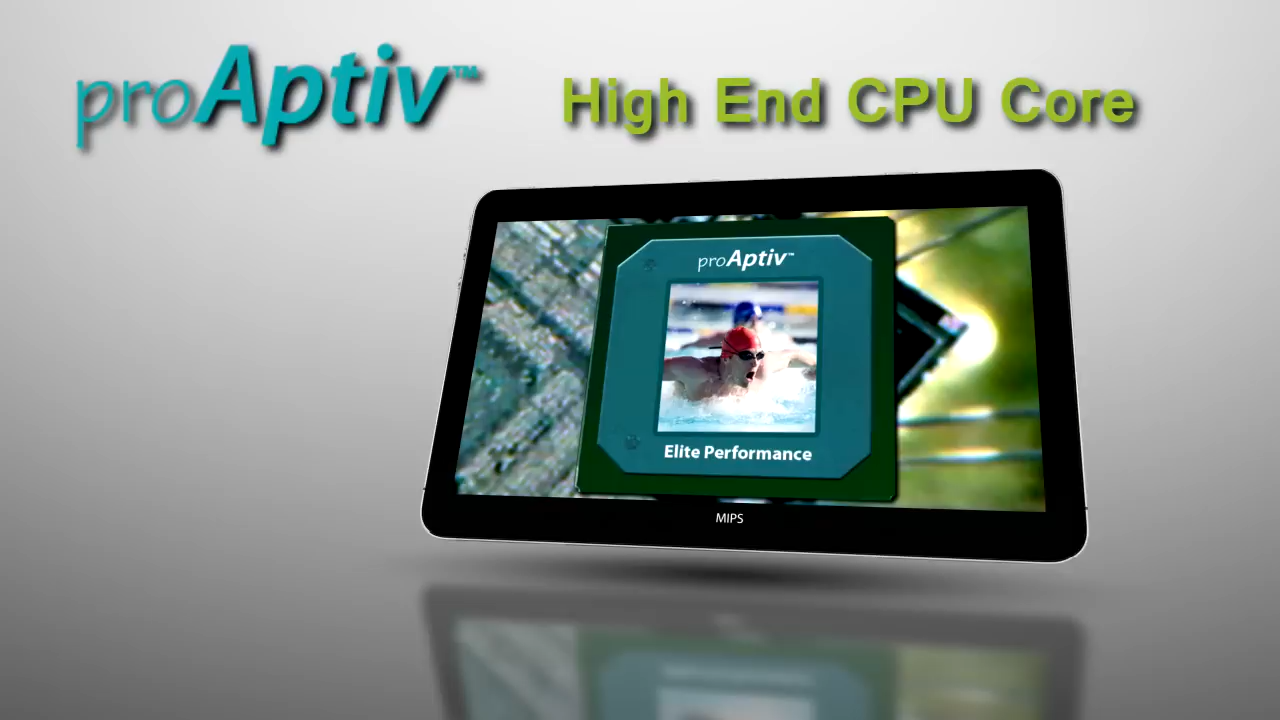 proAptiv™
High End CPU Core
proAptiv™
Elite Performance
MIPS